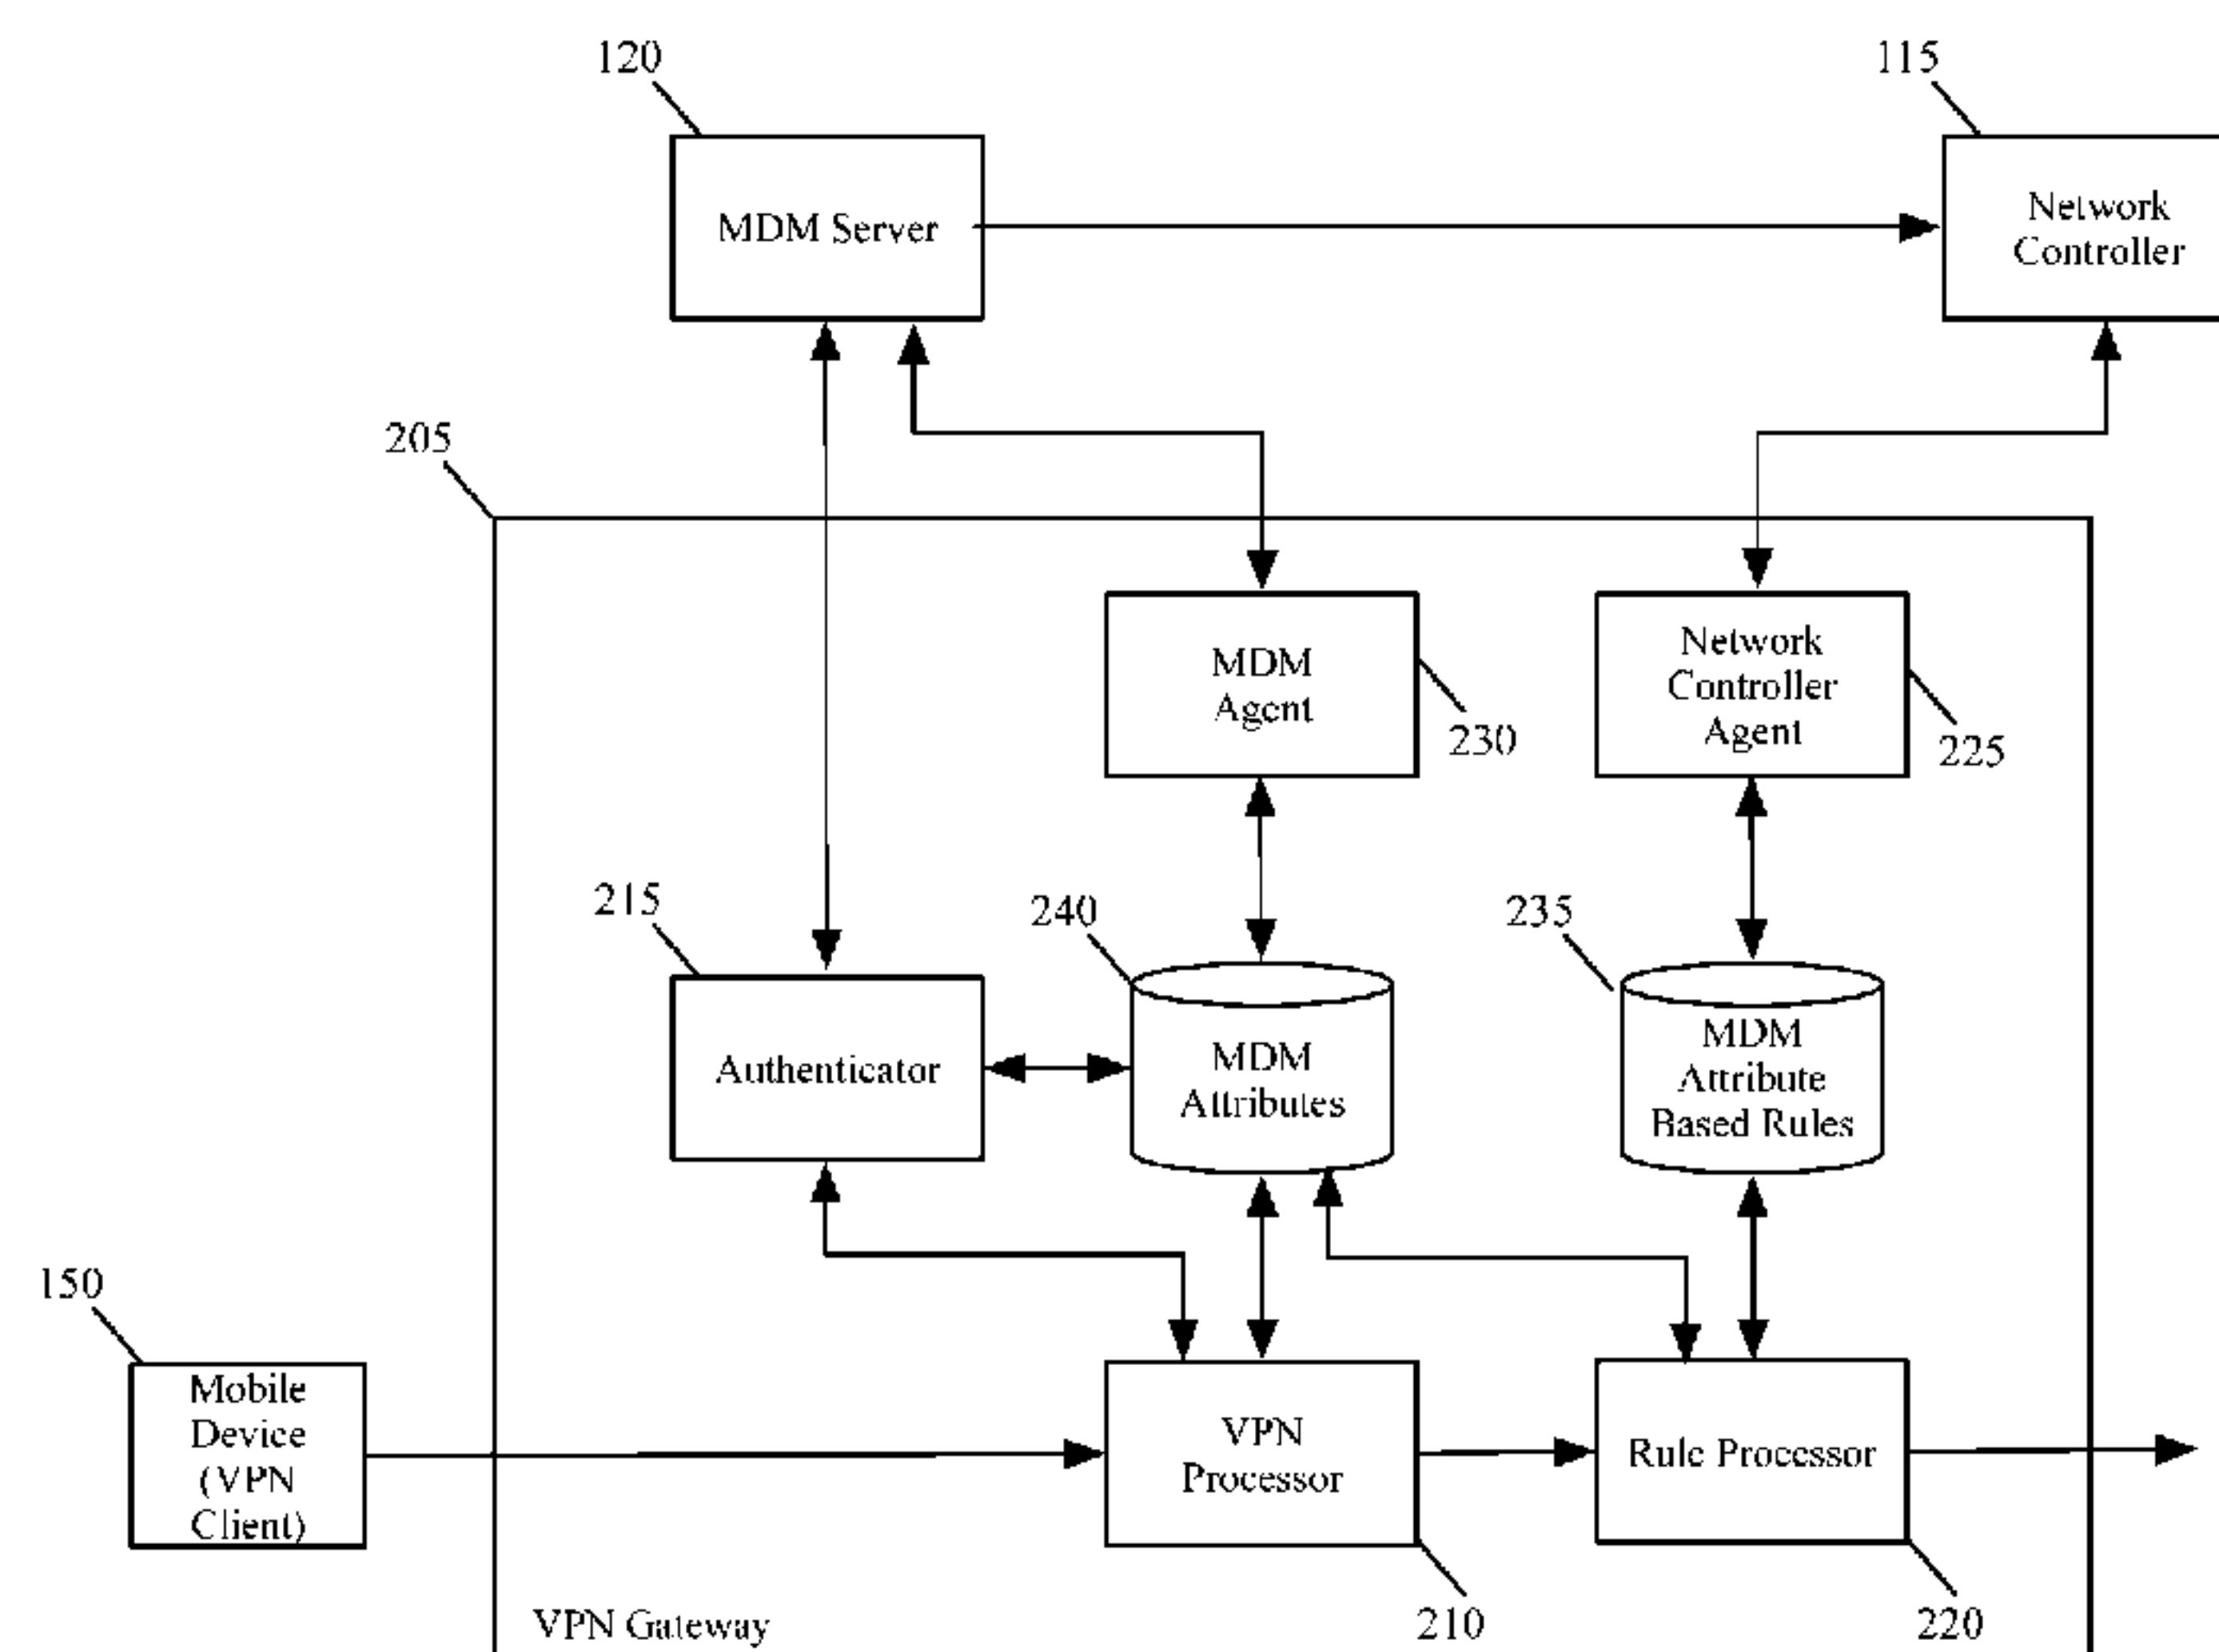 120
115
MDM Server
Network
Controller
205
MDM
Agent
230
Network
Controller
Agent
225
215
240
235
Authenticator
MDM
Attributes
MDM
Attribute
Based Rules
150
Mobile
Device
(VPN
Client)
VPN
Processor
Rule Processor
VPN Gateway
210
220